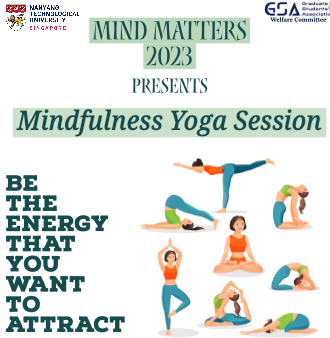 NANYANG
TECHNOLOGICAL
UNIVERSITY
SINGAPORE
GSA Graduate
Students'
Associate
Welfare Committee
MIND MATTERS
2023
PRESENTS
Mindfulness Yoga Session
BE
THE
ENERGY
THAT
YOU
WANT
TO
ATTRACT